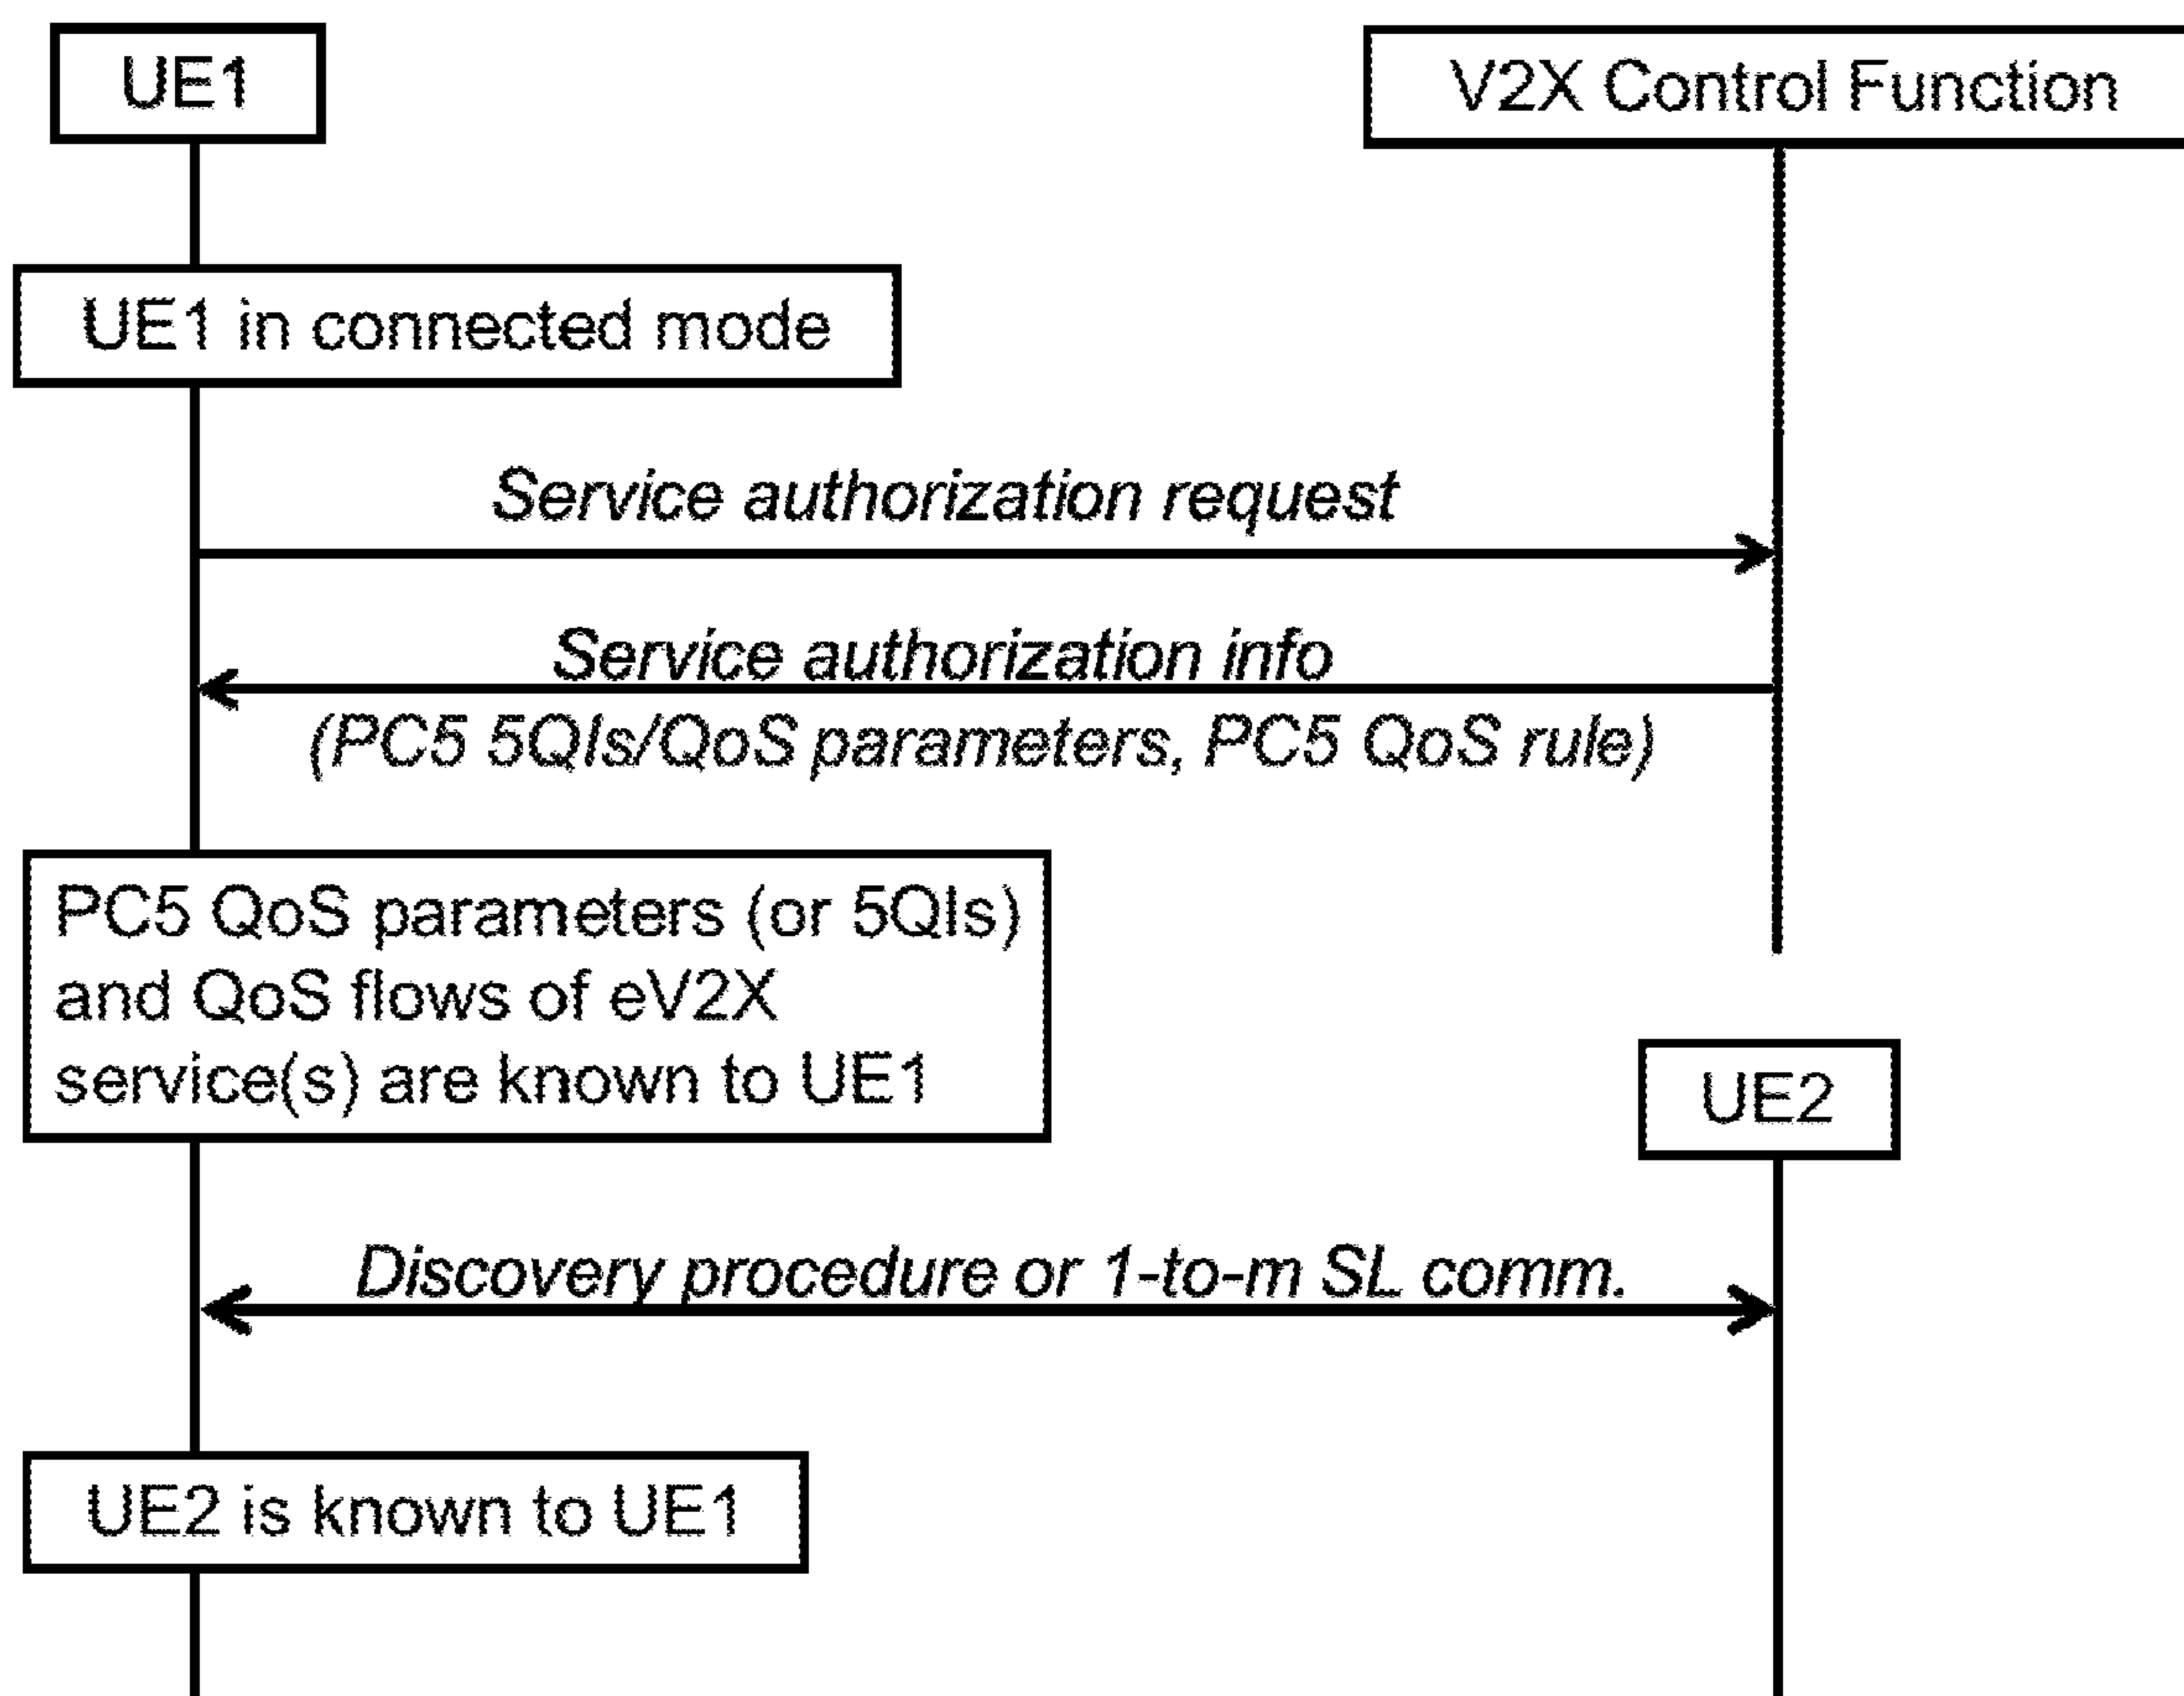 UE1
V2X Control Function
UE1 in connected mode
Service authorization request
Service authorization info
(PC5 5QIs/QoS parameters, PC5 QoS rule)
PC5 QoS parameters (or 5QIs)
and QoS flows of eV2X
service(s) are known to UE1
UE2
Discovery procedure or 1-to-m SL comm.
UE2 is known to UE1